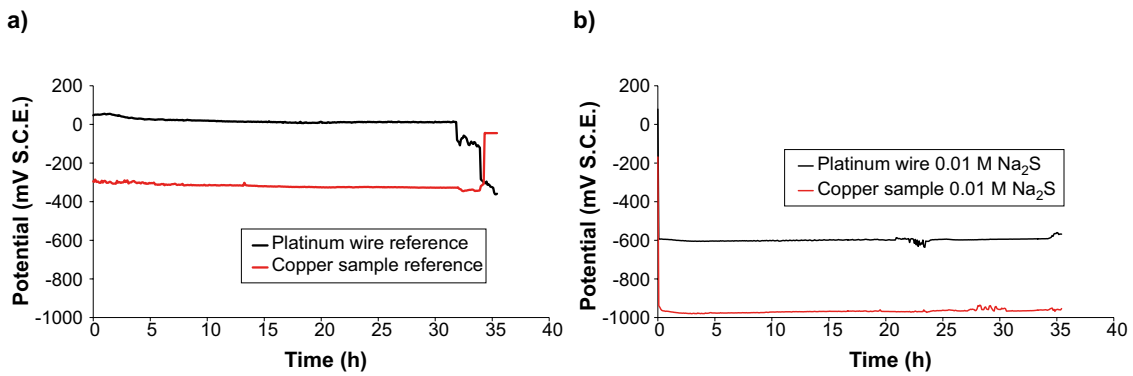 a)
200
0
-200
-400
-600
-800
-1000
Potential (mV S.C.E.)
Platinum wire reference
Copper sample reference
0 5 10 15 20 25 30 35 40
Time (h)
b)
200
0
-200
-400
-600
-800
-1000
Potential (mV S.C.E.)
Platinum wire 0.01 M Na₂S
Copper sample 0.01 M Na₂S
0 5 10 15 20 25 30 35 40
Time (h)